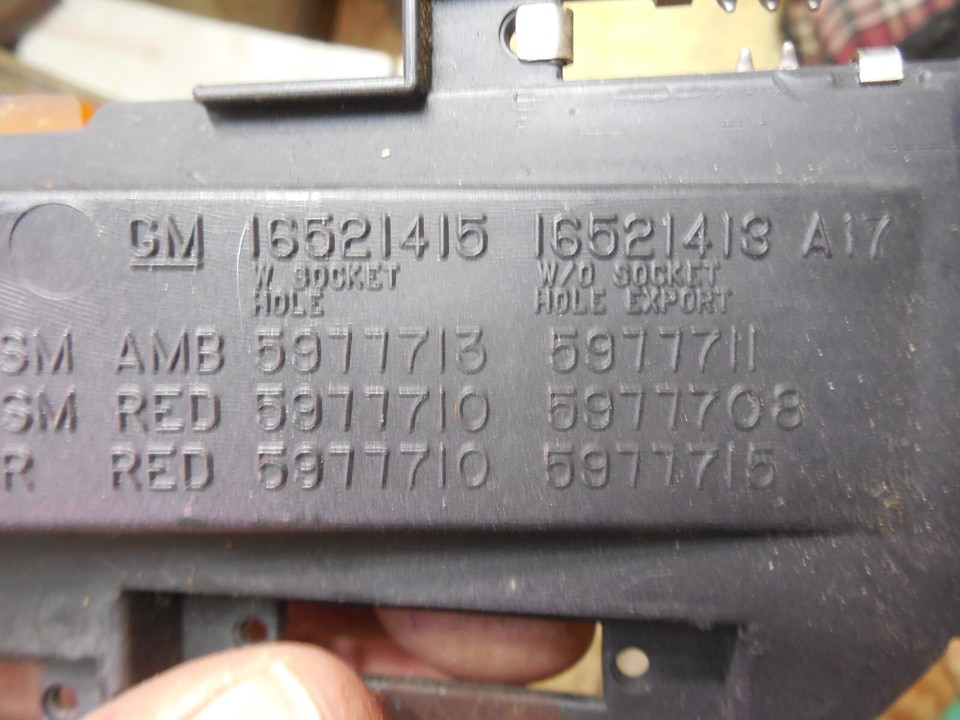 GM 16521415 16521413 A17
W. SOCKET W/O SOCKET
HOLE HOLE EXPORT
SM AMB 5977713 5977711
SM RED 5977710 5977708
R RED 5977710 5977715